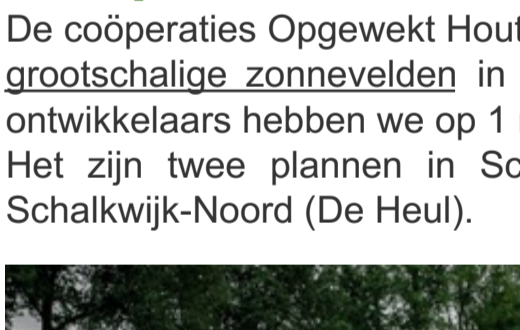 De coöperaties Opgewekt Hout
grootschalige zonnevelden in
ontwikkelaars hebben we op 1
Het zijn twee plannen in Sc
Schalkwijk-Noord (De Heul).